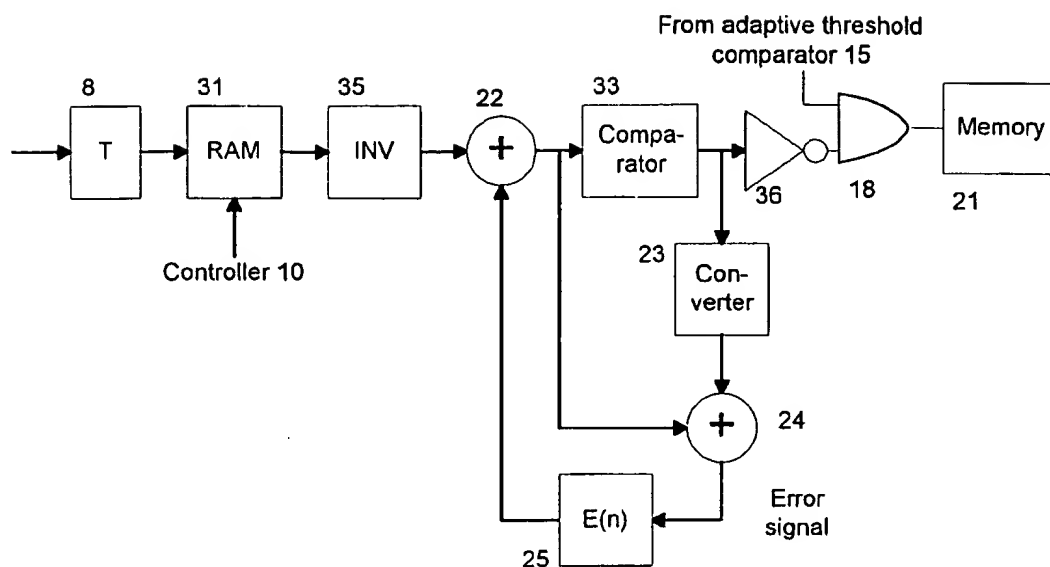 From adaptive threshold
comparator 15
8
31
35
22
33
T
RAM
INV
+
Compa-
rator
36
18
Memory
21
Controller 10
23
Con-
verter
+
24
E(n)
25
Error
signal